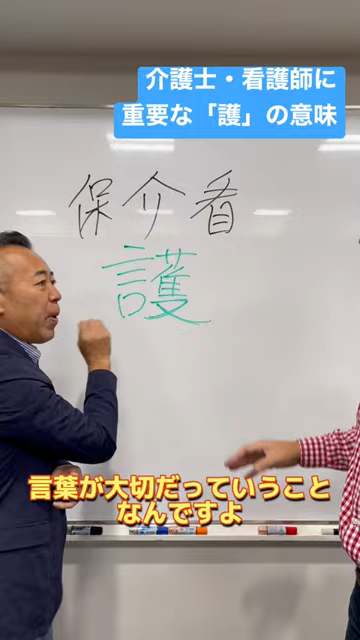 介護士・看護師に
重要な「護」の意味
保介看
護
言葉が大切だっていうこと
なんですよ